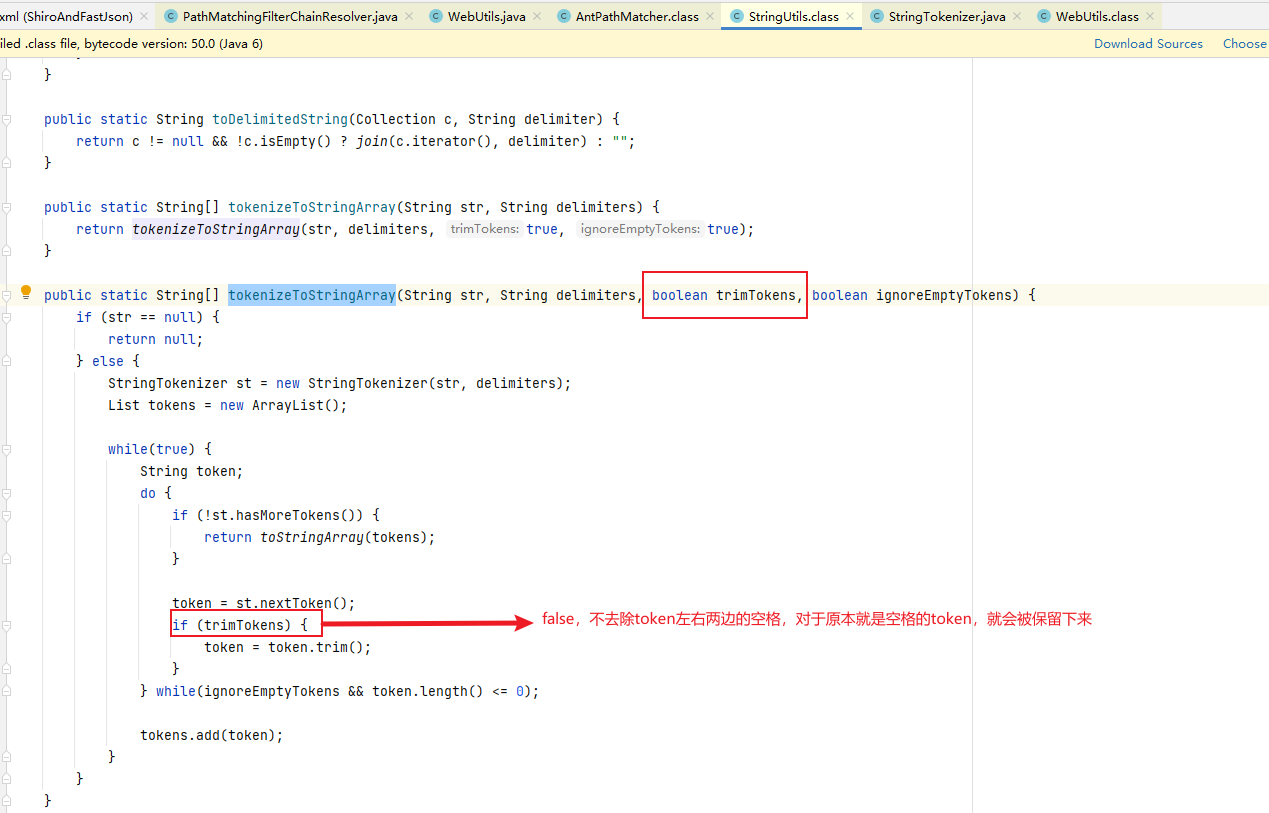 xml (ShiroAndFastJson) PathMatchingFilterChainResolver.java WebUtils.java AntPathMatcher.class StringUtils.class StringTokenizer.java WebUtils.class
iled .class file, bytecode version: 50.0 (Java 6) Download Sources Choose
}
public static String toDelimitedString(Collection c, String delimiter) {
return c != null && !c.isEmpty() ? join(c.iterator(), delimiter) : "";
}
public static String[] tokenizeToStringArray(String str, String delimiters) {
return tokenizeToStringArray(str, delimiters, trimTokens: true, ignoreEmptyTokens: true);
}
public static String[] tokenizeToStringArray(String str, String delimiters, boolean trimTokens, boolean ignoreEmptyTokens) {
if (str == null) {
return null;
} else {
StringTokenizer st = new StringTokenizer(str, delimiters);
List tokens = new ArrayList();
while(true) {
String token;
do {
if (!st.hasMoreTokens()) {
return toStringArray(tokens);
}
token = st.nextToken();
if (trimTokens) { false，不去除token左右两边的空格，对于原本就是空格的token，就会被保留下来
token = token.trim();
}
} while(ignoreEmptyTokens && token.length() <= 0);
tokens.add(token);
}
}
}